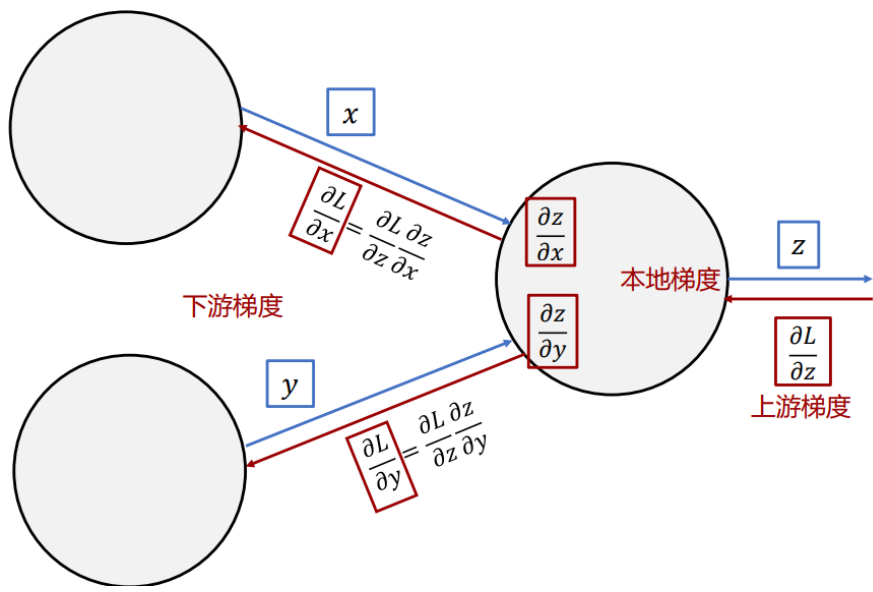 x
∂L/∂x = ∂L/∂z ∂z/∂x
∂z/∂x
z
本地梯度
下游梯度
∂z/∂y
∂L/∂z
上游梯度
y
∂L/∂y = ∂L/∂z ∂z/∂y